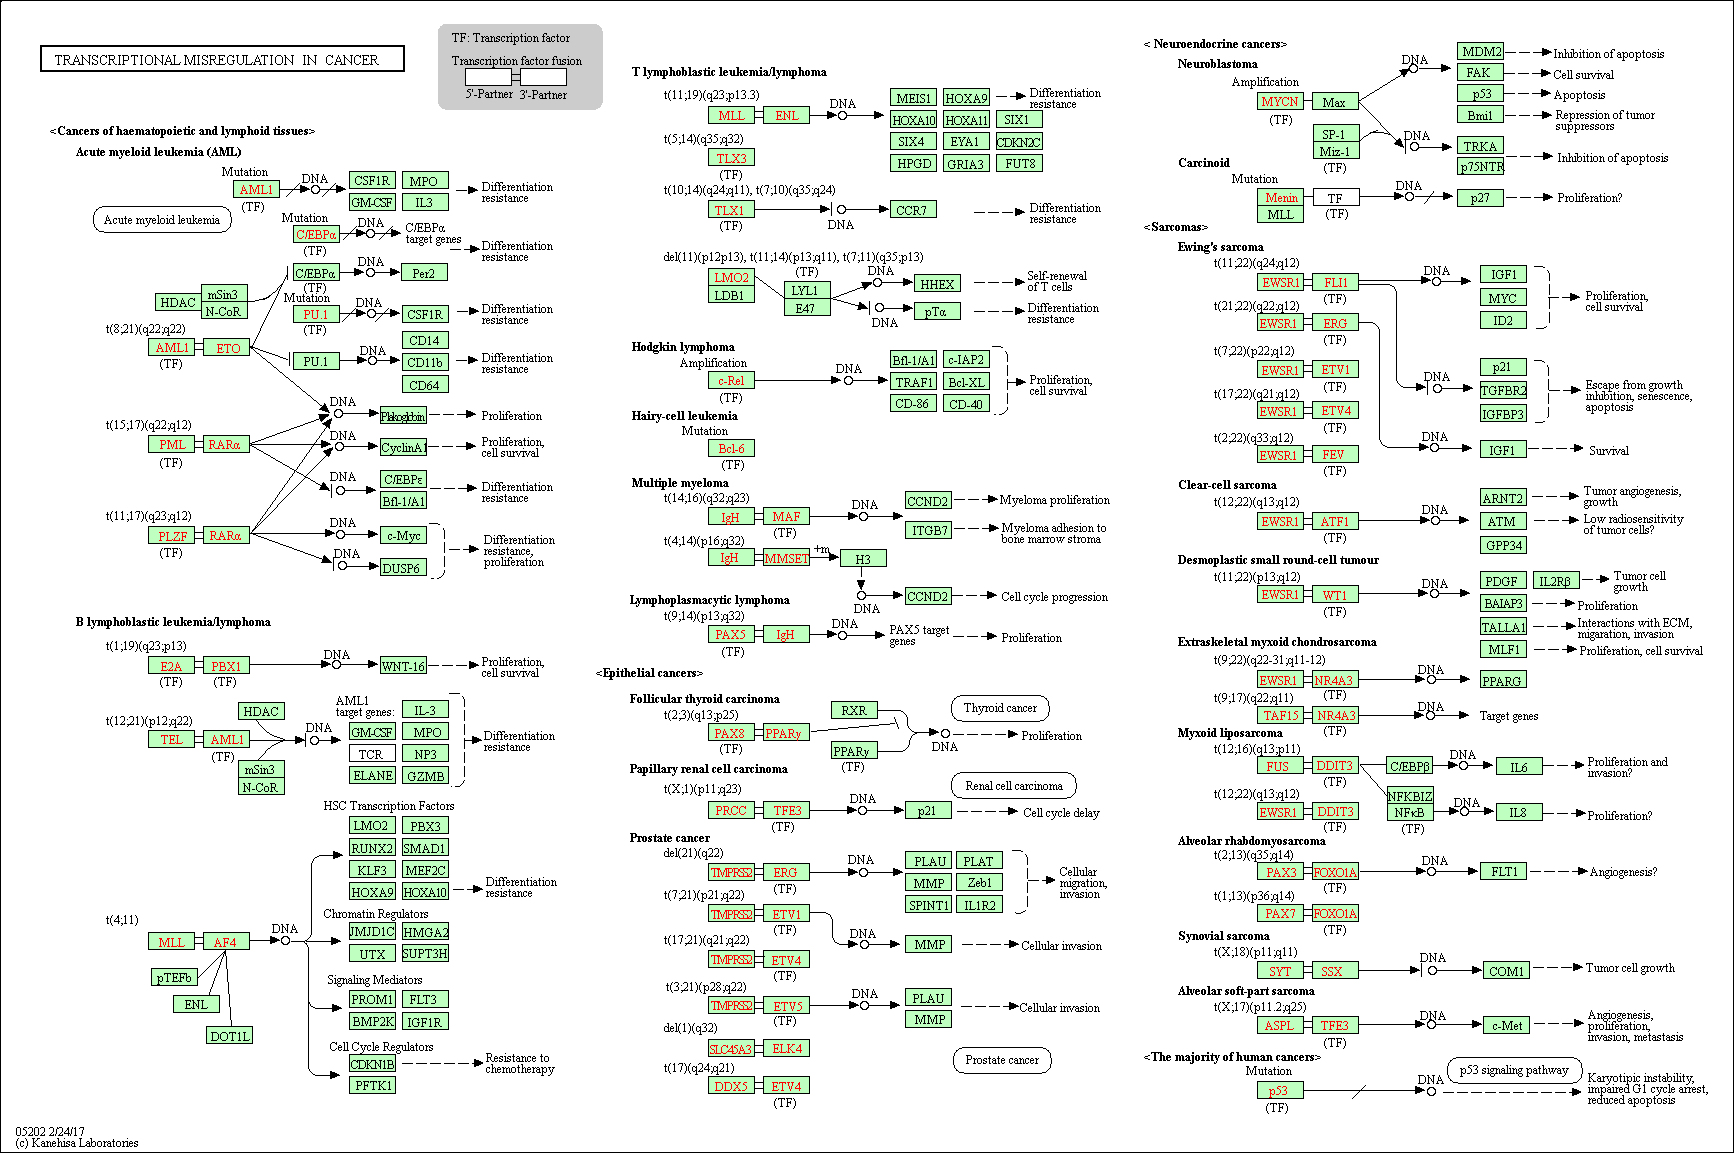 TRANSCRIPTIONAL MISREGULATION IN CANCER
TF: Transcription factor
Transcription factor fusion
5'-Partner 3'-Partner
<Cancers of haematopoietic and lymphoid tissues>
Acute myeloid leukemia (AML)
Mutation
AML1
(TF)
DNA
CSF1R MPO
GM-CSF IL3
Differentiation
resistance
Acute myeloid leukemia
Mutation
C/EBPα
(TF)
DNA
C/EBPα
target genes
Differentiation
resistance
HDAC
mSin3
N-CoR
C/EBPα
(TF)
DNA
Per2
Mutation
PU.1
(TF)
DNA
CSF1R
Differentiation
resistance
t(8;21)(q22;q22)
AML1 ETO
(TF)
PU.1
DNA
CD14
CD11b
CD64
Differentiation
resistance
DNA
Plakoglobin
Proliferation
t(15;17)(q22;q12)
PML RARα
(TF)
DNA
CyclinA1
Proliferation,
cell survival
DNA
C/EBPε
Bfl-1/A1
Differentiation
resistance
t(11;17)(q23;q12)
PLZF RARα
(TF)
DNA
c-Myc
DNA
DUSP6
Differentiation
resistance,
proliferation
B lymphoblastic leukemia/lymphoma
t(1;19)(q23;p13)
E2A PBX1
(TF) (TF)
DNA
WNT-16
Proliferation,
cell survival
t(12;21)(p12;q22)
TEL AML1
(TF)
HDAC
mSin3
N-CoR
DNA
AML1
target genes:
IL-3
GM-CSF MPO
TCR NP3
ELANE GZMB
Differentiation
resistance
t(4;11)
MLL AF4
pTEFb
ENL
DOT1L
DNA
HSC Transcription Factors
LMO2 PBX3
RUNX2 SMAD1
KLF3 MEF2C
HOXA9 HOXA10
Differentiation
resistance
Chromatin Regulators
JMJD1C HMGA2
UTX SUPT3H
Signaling Mediators
PROM1 FLT3
BMP2K IGF1R
Cell Cycle Regulators
CDKN1B
PFTK1
Resistance to
chemotherapy
05202 2/24/17
(c) Kanehisa Laboratories
T lymphoblastic leukemia/lymphoma
t(11;19)(q23;p13.3)
MLL ENL
DNA
MEIS1 HOXA9
HOXA10 HOXA11 SIX1
SIX4 EYA1 CDKN2C
HPGD GRIA3 FUT8
Differentiation
resistance
t(5;14)(q35;q32)
TLX3
(TF)
t(10;14)(q24;q11), t(7;10)(q35;q24)
TLX1
(TF)
DNA
CCR7
Differentiation
resistance
del(11)(p12p13), t(11;14)(p13;q11), t(7;11)(q35;p13)
LMO2
LDB1
(TF)
LYL1
E47
DNA
HHEX
Self-renewal
of T cells
DNA
pTα
Differentiation
resistance
Hodgkin lymphoma
Amplification
c-Rel
(TF)
DNA
Bfl-1/A1 c-IAP2
TRAF1 Bcl-XL
CD-86 CD-40
Proliferation,
cell survival
Hairy-cell leukemia
Mutation
Bcl-6
(TF)
Multiple myeloma
t(14;16)(q32;q23)
IgH MAF
(TF)
DNA
CCND2
Myeloma proliferation
ITGB7
Myeloma adhesion to
bone marrow stroma
t(4;14)(p16;q32)
IgH MMSET
+m
H3
DNA
CCND2
Cell cycle progression
Lymphoplasmacytic lymphoma
t(9;14)(p13;q32)
PAX5 IgH
(TF)
DNA
PAX5 target
genes
Proliferation
<Epithelial cancers>
Follicular thyroid carcinoma
t(2;3)(q13;p25)
PAX8 PPARγ
(TF)
RXR
PPARγ
(TF)
DNA
Thyroid cancer
Proliferation
Papillary renal cell carcinoma
t(X;1)(p11;q23)
PRCC TFE3
(TF)
DNA
p21
Renal cell carcinoma
Cell cycle delay
Prostate cancer
del(21)(q22)
TMPRSS2 ERG
(TF)
DNA
PLAU PLAT
MMP Zeb1
SPINT1 IL1R2
Cellular
migration,
invasion
t(7;21)(p21;q22)
TMPRSS2 ETV1
(TF)
DNA
MMP
Cellular invasion
t(17;21)(q21;q22)
TMPRSS2 ETV4
(TF)
t(3;21)(p28;q22)
TMPRSS2 ETV5
(TF)
DNA
PLAU
MMP
Cellular invasion
del(1)(q32)
SLC45A3 ELK4
t(17)(q24;q21)
DDX5 ETV4
(TF)
Prostate cancer
< Neuroendocrine cancers>
Neuroblastoma
Amplification
MYCN Max
(TF)
SP-1
Miz-1
(TF)
DNA
MDM2
Inhibition of apoptosis
FAK
Cell survival
p53
Apoptosis
Bmi1
Repression of tumor
suppressors
DNA
TRKA
p75NTR
Inhibition of apoptosis
Carcinoid
Mutation
Menin
MLL
TF
(TF)
DNA
p27
Proliferation?
<Sarcomas>
Ewing's sarcoma
t(11;22)(q24;q12)
EWSR1 FLI1
(TF)
DNA
IGF1
MYC
ID2
Proliferation,
cell survival
t(21;22)(q22;q12)
EWSR1 ERG
(TF)
t(7;22)(p22;q12)
EWSR1 ETV1
(TF)
DNA
p21
TGFBR2
IGFBP3
Escape from growth
inhibition, senescence,
apoptosis
t(17;22)(q21;q12)
EWSR1 ETV4
(TF)
t(2;22)(q33;q12)
EWSR1 FEV
(TF)
DNA
IGF1
Survival
Clear-cell sarcoma
t(12;22)(q13;q12)
EWSR1 ATF1
(TF)
DNA
ARNT2
Tumor angiogenesis,
growth
ATM
Low radiosensitivity
of tumor cells?
GPP34
Desmoplastic small round-cell tumour
t(11;22)(p13;q12)
EWSR1 WT1
(TF)
DNA
PDGF IL2Rβ
Tumor cell
growth
BAIAP3
Proliferation
TALLA1
Interactions with ECM,
migaration, invasion
MLF1
Proliferation, cell survival
Extraskeletal myxoid chondrosarcoma
t(9;22)(q22-31;q11-12)
EWSR1 NR4A3
(TF)
DNA
PPARG
t(9;17)(q22;q11)
TAF15 NR4A3
(TF)
DNA
Target genes
Myxoid liposarcoma
t(12;16)(q13;p11)
FUS DDIT3
(TF)
C/EBPβ
DNA
IL6
Proliferation and
invasion?
t(12;22)(q13;q12)
EWSR1 DDIT3
(TF)
NFKBIZ
NFκB
(TF)
DNA
IL8
Proliferation?
Alveolar rhabdomyosarcoma
t(2;13)(q35;q14)
PAX3 FOXO1A
(TF)
DNA
FLT1
Angiogenesis?
t(1;13)(p36;q14)
PAX7 FOXO1A
(TF)
Synovial sarcoma
t(X;18)(p11;q11)
SYT SSX
(TF)
DNA
COM1
Tumor cell growth
Alveolar soft-part sarcoma
t(X;17)(p11.2;q25)
ASPL TFE3
(TF)
DNA
c-Met
Angiogenesis,
proliferation,
invasion, metastasis
<The majority of human cancers>
Mutation
p53
(TF)
DNA
p53 signaling pathway
Karyotipic instability,
impaired G1 cycle arrest,
reduced apoptosis